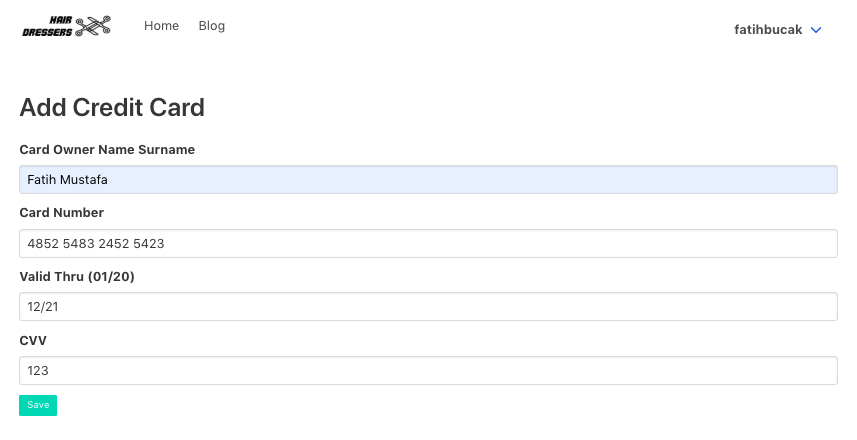 HAIR DRESSERS Home Blog fatihbucak
Add Credit Card
Card Owner Name Surname
Fatih Mustafa
Card Number
4852 5483 2452 5423
Valid Thru (01/20)
12/21
CVV
123
Save